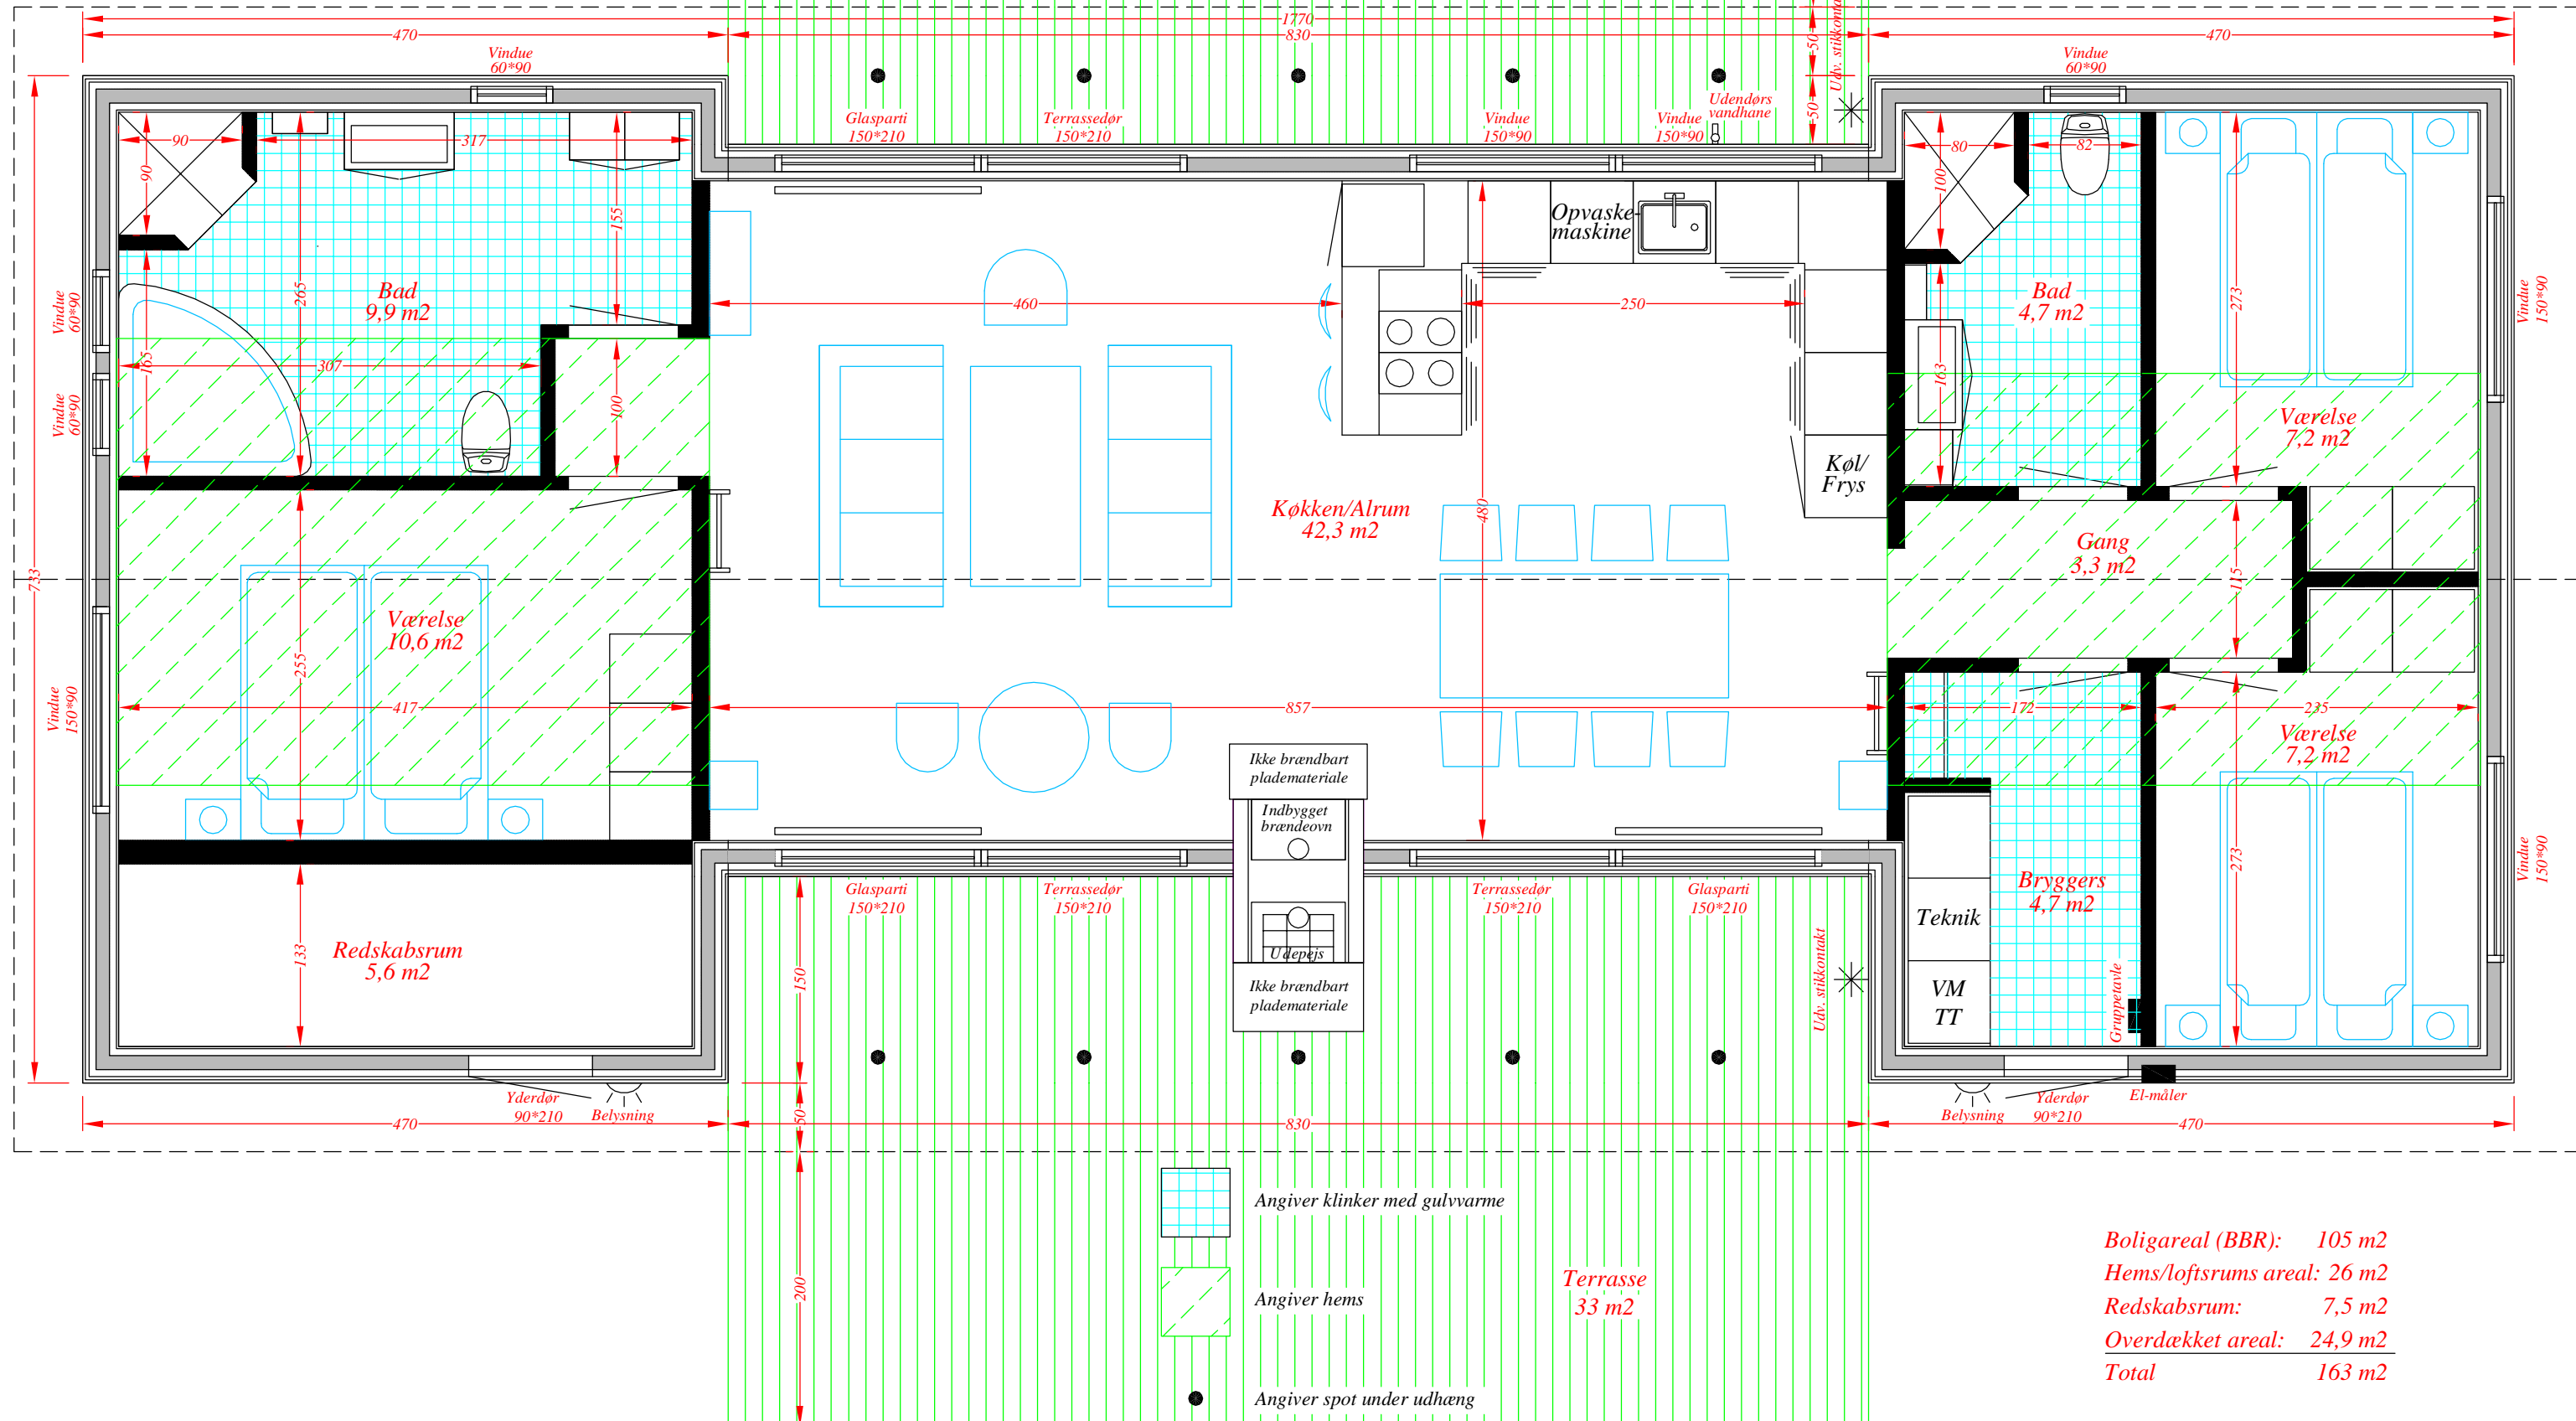 1770
470
830
470
50
Udv. stikkonta
Vindue
60*90
Vindue
60*90
50
Glasparti
150*210
Terrassedør
150*210
Vindue
150*90
Vindue
150*90
Udendørs
vandhane
90
317
90
155
265
Bad
9,9 m2
Vindue
60*90
165
307
100
Vindue
60*90
460
Opvaske-
maskine
250
480
Køl/
Frys
Køkken/Alrum
42,3 m2
80
82
100
Bad
4,7 m2
163
273
Vindue
150*90
Værelse
7,2 m2
733
Gang
3,3 m2
115
Værelse
10,6 m2
255
417
Vindue
150*90
857
172
235
Værelse
7,2 m2
Ikke brændbart
plademateriale
Indbygget
brændeovn
Udepejs
Ikke brændbart
plademateriale
Glasparti
150*210
Terrassedør
150*210
Terrassedør
150*210
Glasparti
150*210
Redskabsrum
5,6 m2
133
150
Udv. stikkontakt
Teknik
VM
TT
Bryggers
4,7 m2
Gruppetavle
273
Vindue
150*90
Yderdør
90*210
Belysning
Belysning
Yderdør
90*210
El-måler
470
50
830
470
200
Angiver klinker med gulvvarme
Angiver hems
Angiver spot under udhæng
Terrasse
33 m2
Boligareal (BBR): 105 m2
Hems/loftsrums areal: 26 m2
Redskabsrum: 7,5 m2
Overdækket areal: 24,9 m2
Total 163 m2